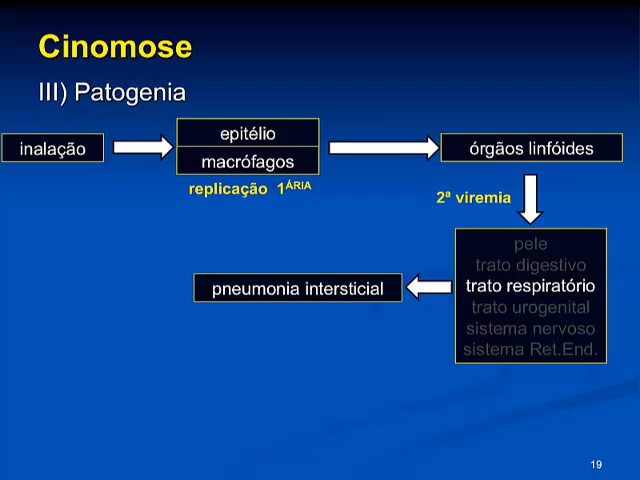 Cinomose
III) Patogenia
inalação
epitélio
macrófagos
replicação 1ÁRIA
órgãos linfóides
2ª viremia
pele
trato digestivo
trato respiratório
trato urogenital
sistema nervoso
sistema Ret.End.
pneumonia intersticial
19